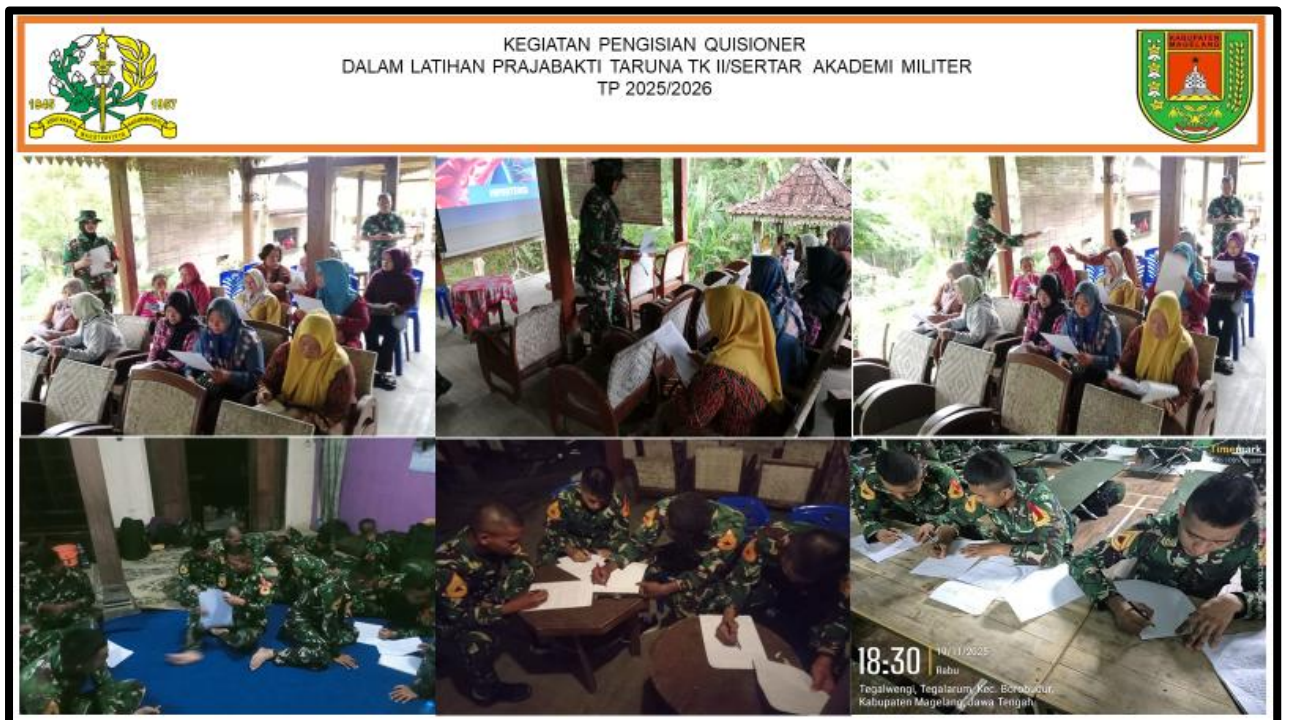 KEGIATAN PENGISIAN QUISIONER
DALAM LATIHAN PRAJABAKTI TARUNA TK II/SERTAR AKADEMI MILITER
TP 2025/2026
1945
1957
KABUPATEN
MAGELANG
Timemark
18:30
19/11/2025
Rabu
Tegalwengi, Tegalarum, Kec. Borobudur,
Kabupaten Magelang, Jawa Tengah